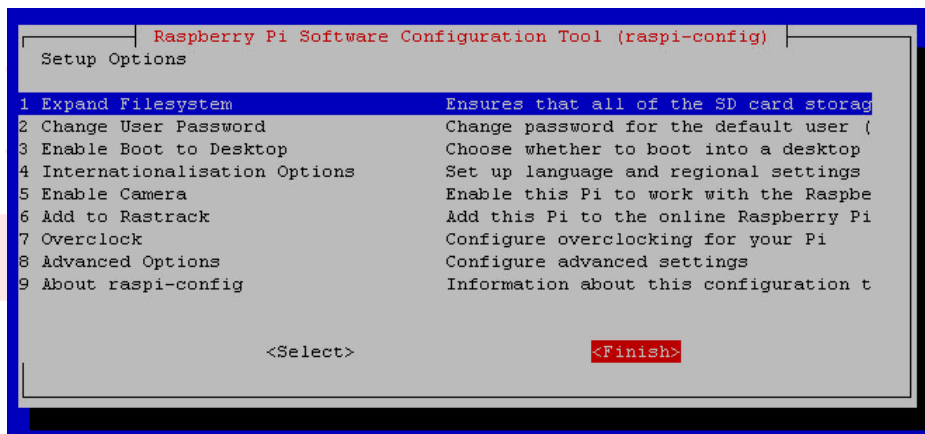 Raspberry Pi Software Configuration Tool (raspi-config)
Setup Options
1 Expand Filesystem Ensures that all of the SD card storag
2 Change User Password Change password for the default user (
3 Enable Boot to Desktop Choose whether to boot into a desktop
4 Internationalisation Options Set up language and regional settings
5 Enable Camera Enable this Pi to work with the Raspbe
6 Add to Rastrack Add this Pi to the online Raspberry Pi
7 Overclock Configure overclocking for your Pi
8 Advanced Options Configure advanced settings
9 About raspi-config Information about this configuration t
<Select> <Finish>